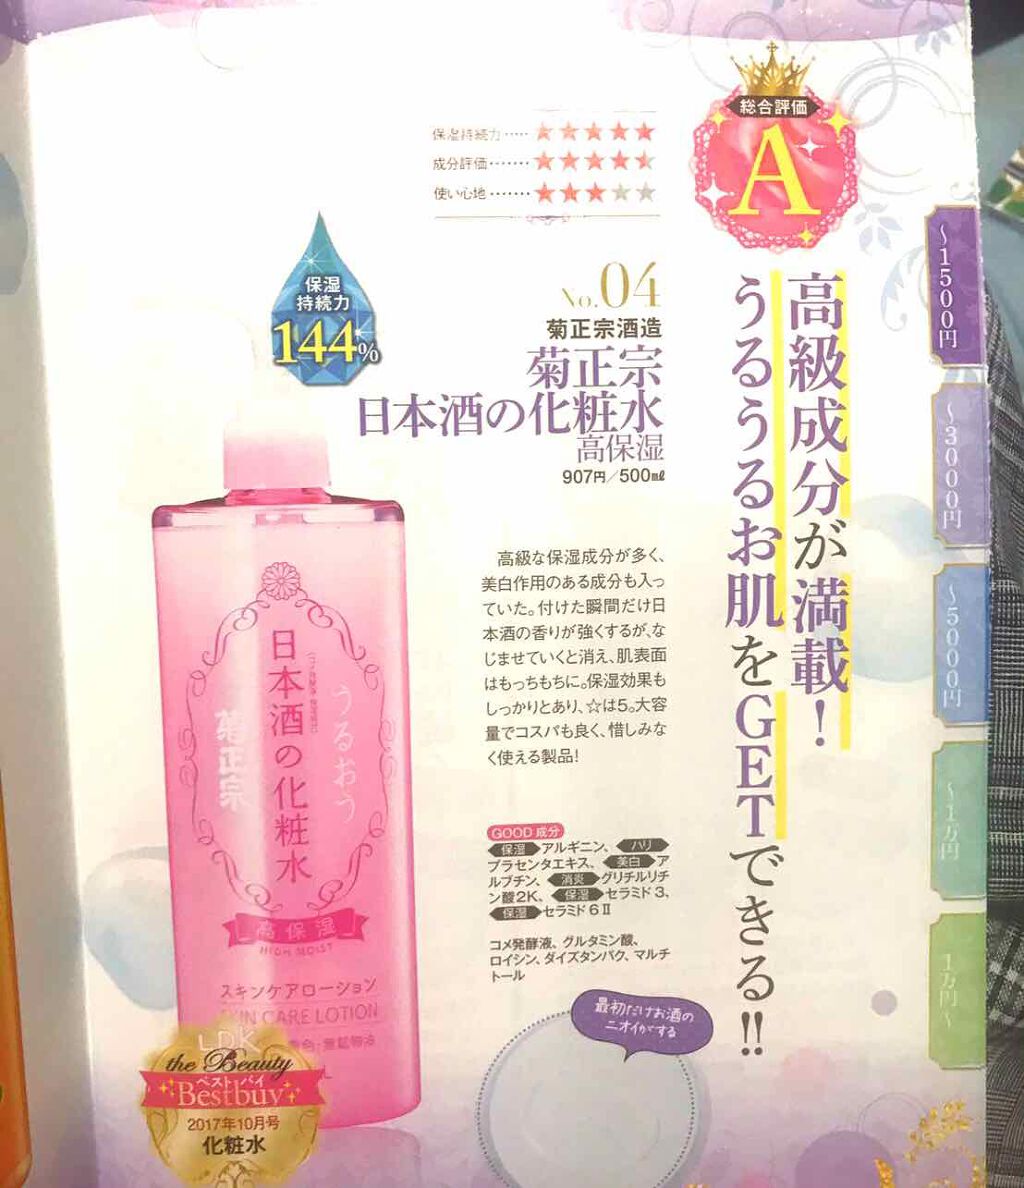 総合評価
A
保湿持続力……★★★★★
成分評価……★★★★★
使い心地……★★★☆☆
高級成分が満載！
うるうるお肌をGETできる!!
No.04
菊正宗酒造
菊正宗
日本酒の化粧水
高保湿
907円／500㎖
保湿
持続力
144%
高級な保湿成分が多く、
美白作用のある成分も入っ
ていた。付けた瞬間だけ日
本酒の香りが強くするが、な
じませていくと消え、肌表面
はもっちもちに。保湿効果も
しっかりとあり、☆は5。大容
量でコスパも良く、惜しみな
く使える製品！
GOOD成分
保湿 アルギニン、 ハリ
プラセンタエキス、 美白 ア
ルブチン、 消炎 グリチルリチ
ン酸2K、 保湿 セラミド3、
保湿 セラミド6Ⅱ
コメ発酵液、グルタミン酸、
ロイシン、ダイズタンパク、マルチ
トール
最初だけお酒の
ニオイがする
うるおう
日本酒の化粧水
菊正宗
高保湿
HIGH MOIST
スキンケアローション
SKIN CARE LOTION
LDK
the Beauty
ベストバイ
Bestbuy
2017年10月号
化粧水
～1500円
～3000円
～5000円
～1万円
1万円～